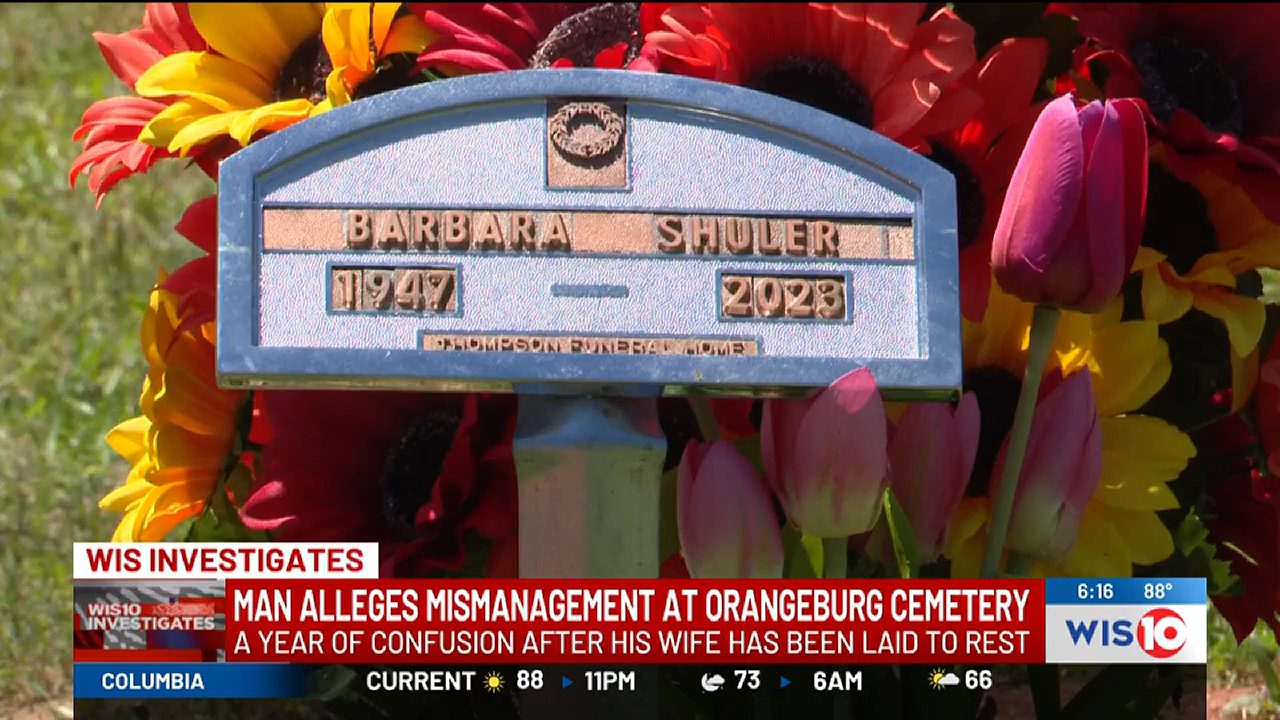 BARBARA SHULER
1947 2023
THOMPSON FUNERAL HOME
WIS INVESTIGATES
WIS10
INVESTIGATES
MAN ALLEGES MISMANAGEMENT AT ORANGEBURG CEMETERY
A YEAR OF CONFUSION AFTER HIS WIFE HAS BEEN LAID TO REST
6:16 88°
WIS10
COLUMBIA CURRENT 88 11PM 73 6AM 66